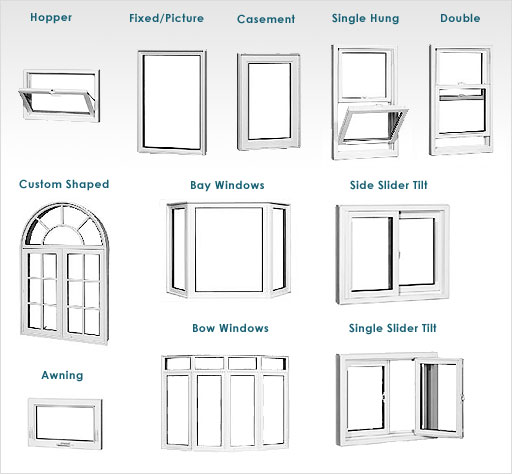 Hopper
Fixed/Picture
Casement
Single Hung
Double
Custom Shaped
Bay Windows
Side Slider Tilt
Bow Windows
Single Slider Tilt
Awning